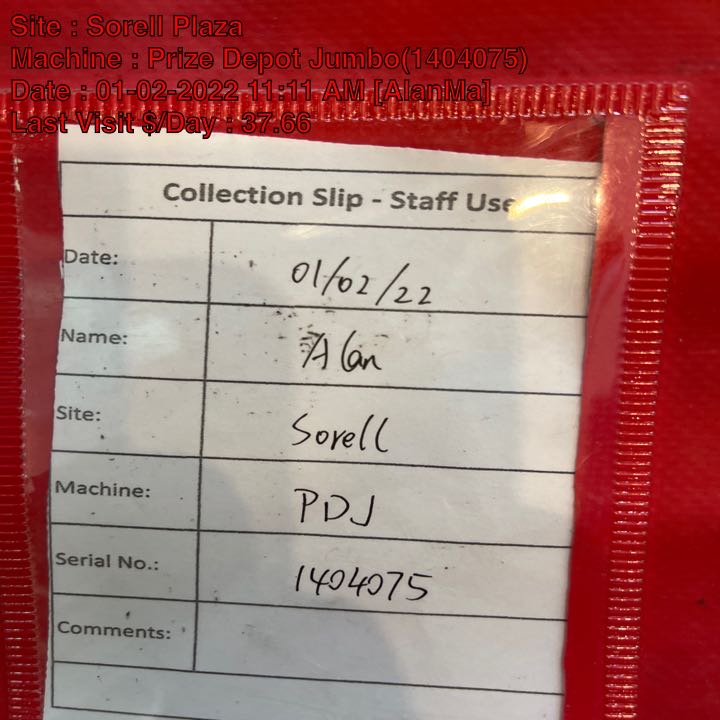 Site : Sorell Plaza
Machine : Prize Depot Jumbo(1404075)
Date : 01-02-2022 11:11 AM [AlanMa]
Last Visit $/Day : 37.66
Collection Slip - Staff Use
Date: 01/02/22
Name: Alan
Site: Sorell
Machine: PDJ
Serial No.: 1404075
Comments: